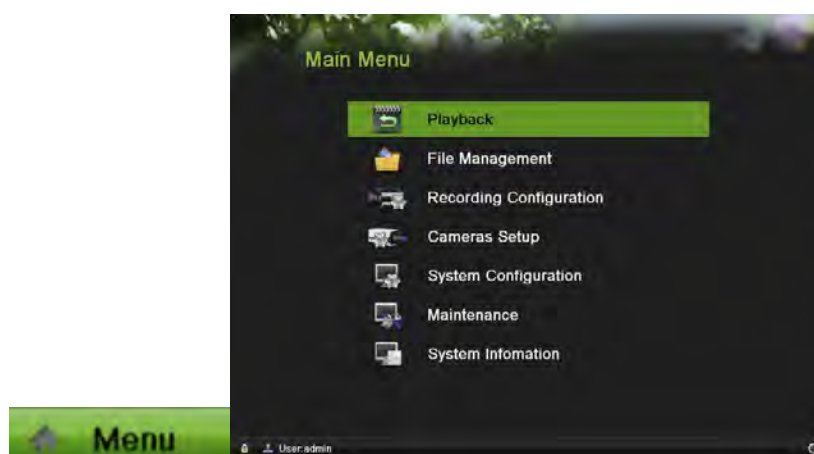 Main Menu
Playback
File Management
Recording Configuration
Cameras Setup
System Configuration
Maintenance
System Infomation
Menu
User:admin